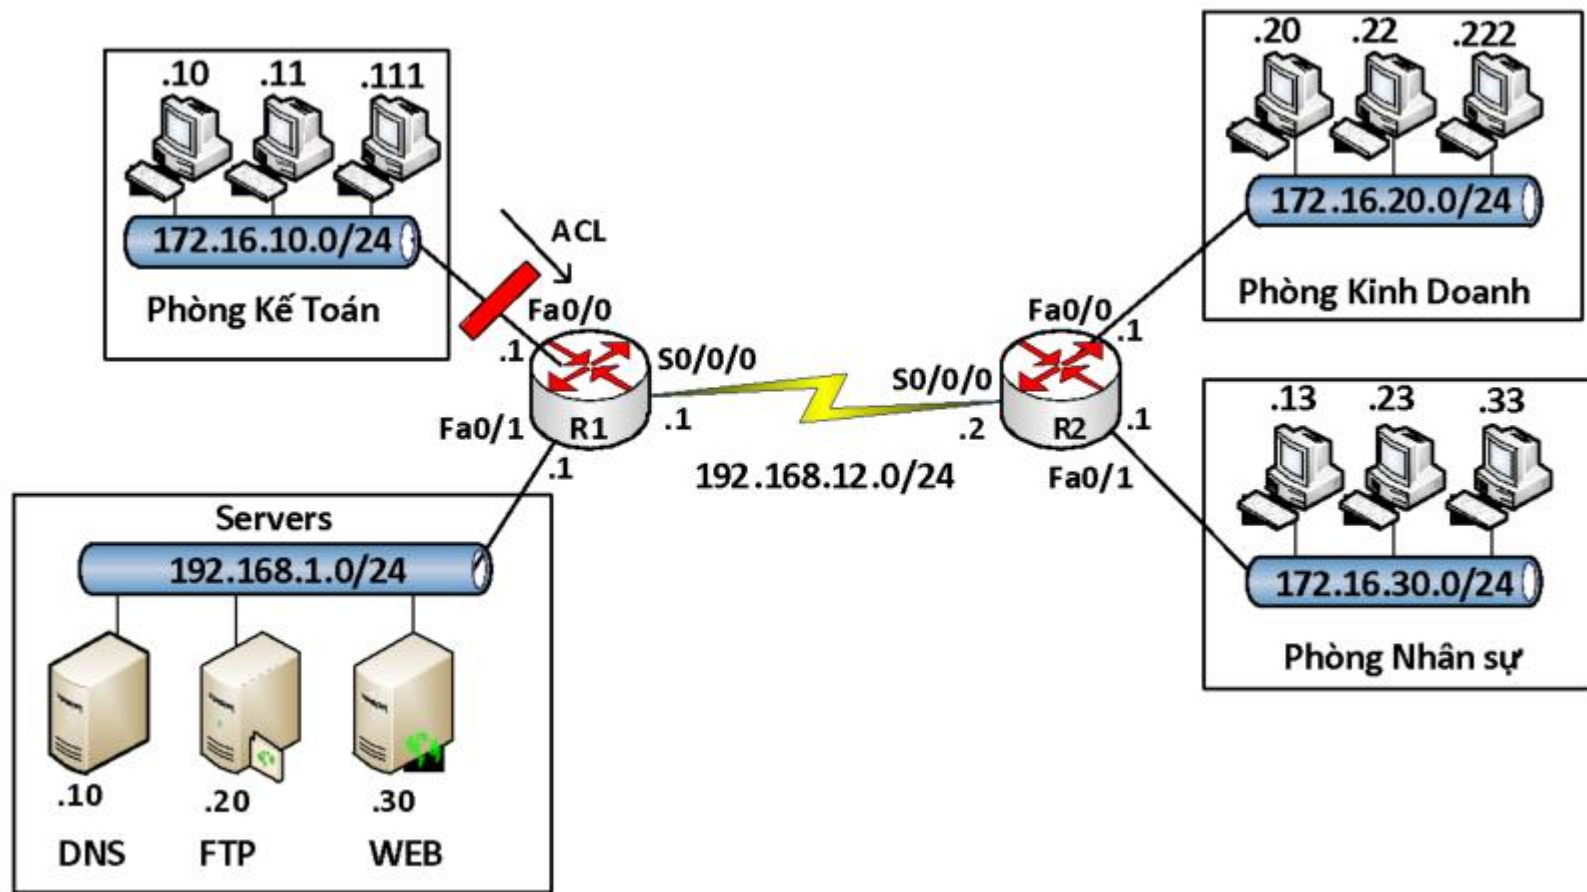 .10 .11 .111
172.16.10.0/24
Phòng Kế Toán
ACL
Fa0/0
.1
S0/0/0
Fa0/1
R1
.1
.1
192.168.12.0/24
.20 .22 .222
172.16.20.0/24
Phòng Kinh Doanh
Fa0/0
.1
S0/0/0
.2
R2
.1
Fa0/1
.13 .23 .33
172.16.30.0/24
Phòng Nhân sự
Servers
192.168.1.0/24
.10 .20 .30
DNS FTP WEB